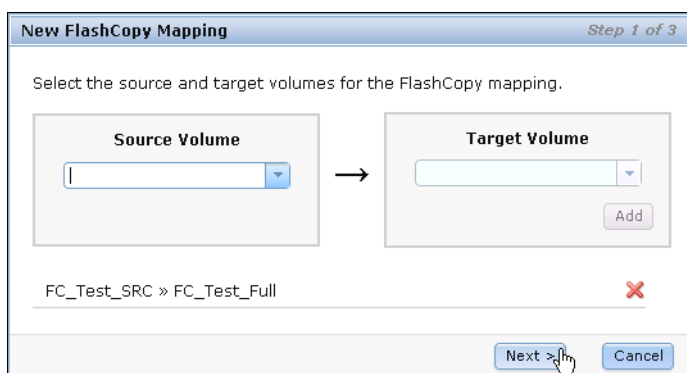 New FlashCopy Mapping Step 1 of 3
Select the source and target volumes for the FlashCopy mapping.
Source Volume
Target Volume
Add
FC_Test_SRC » FC_Test_Full
Next > Cancel